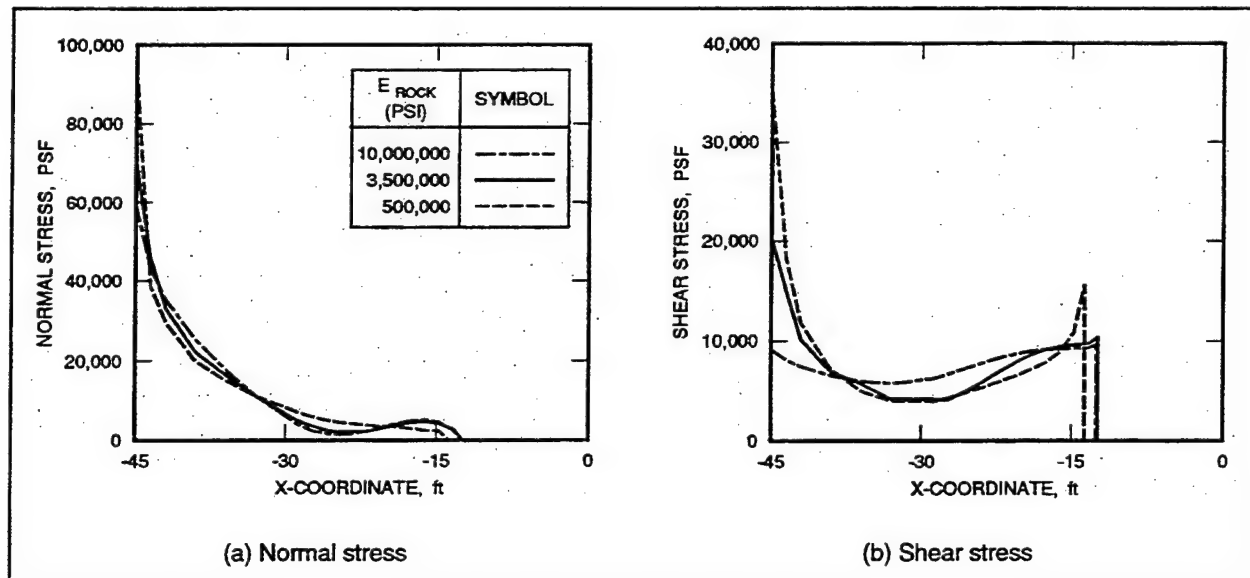 100,000
80,000
60,000
40,000
20,000
0
NORMAL STRESS, PSF
E ROCK
(PSI)
SYMBOL
10,000,000
3,500,000
500,000
-45
-30
-15
0
X-COORDINATE, ft
(a) Normal stress
40,000
30,000
20,000
10,000
0
SHEAR STRESS, PSF
-45
-30
-15
0
X-COORDINATE, ft
(b) Shear stress